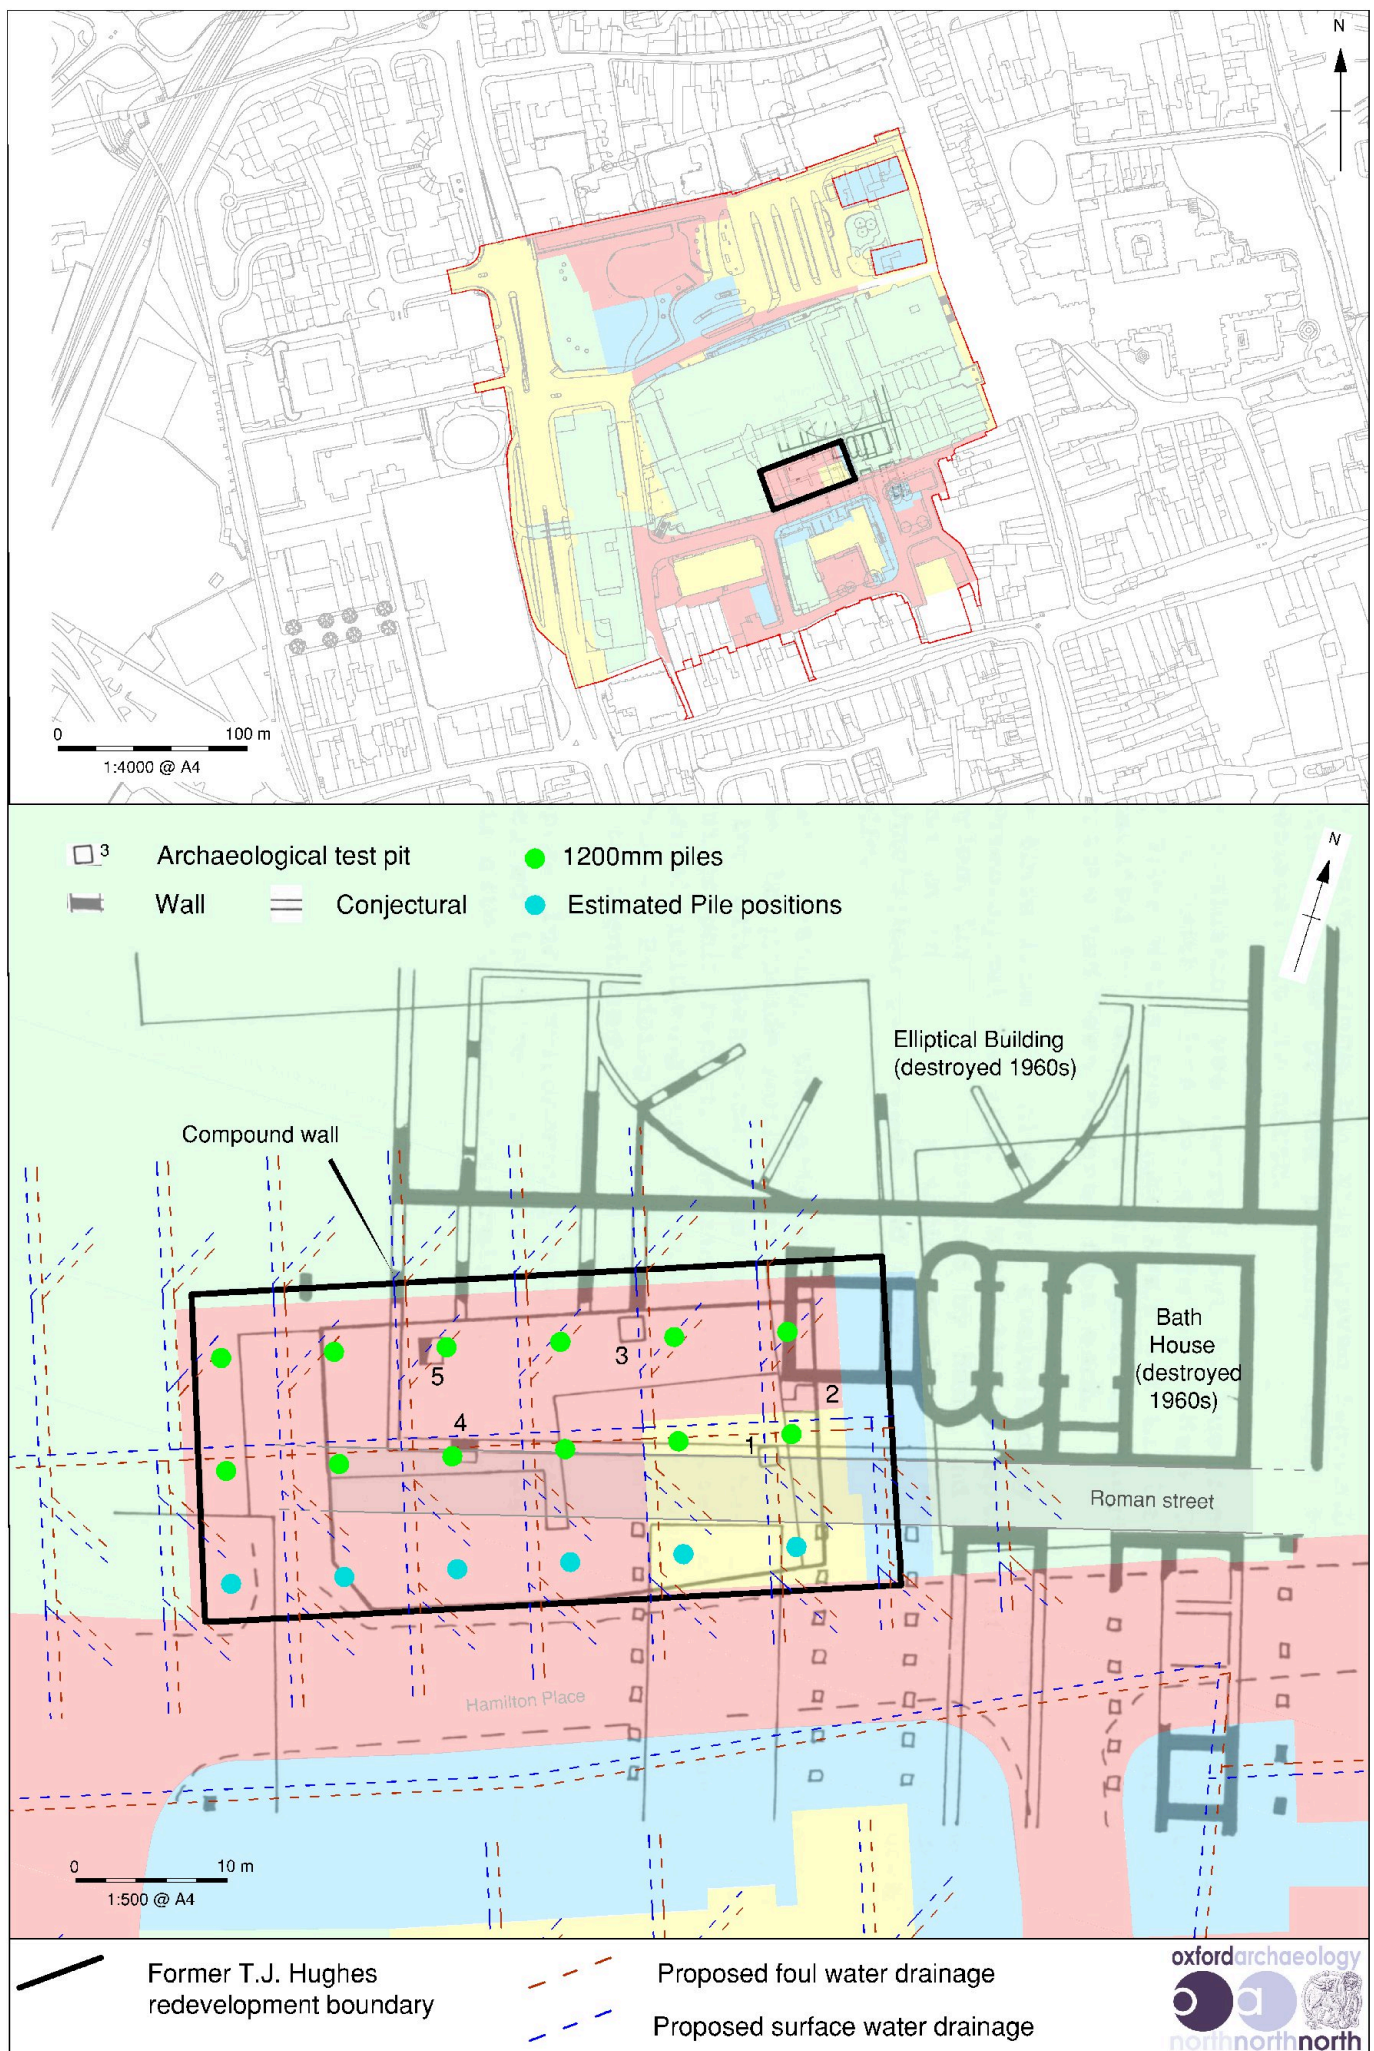 N
0 100 m
1:4000 @ A4
3 Archaeological test pit
1200mm piles
N
Wall
Conjectural
Estimated Pile positions
Elliptical Building
(destroyed 1960s)
Compound wall
Bath
House
(destroyed
1960s)
3
5
2
4
1
Roman street
Hamilton Place
0 10 m
1:500 @ A4
Former T.J. Hughes
redevelopment boundary
Proposed foul water drainage
Proposed surface water drainage
oxfordarchaeology
northnorthnorth